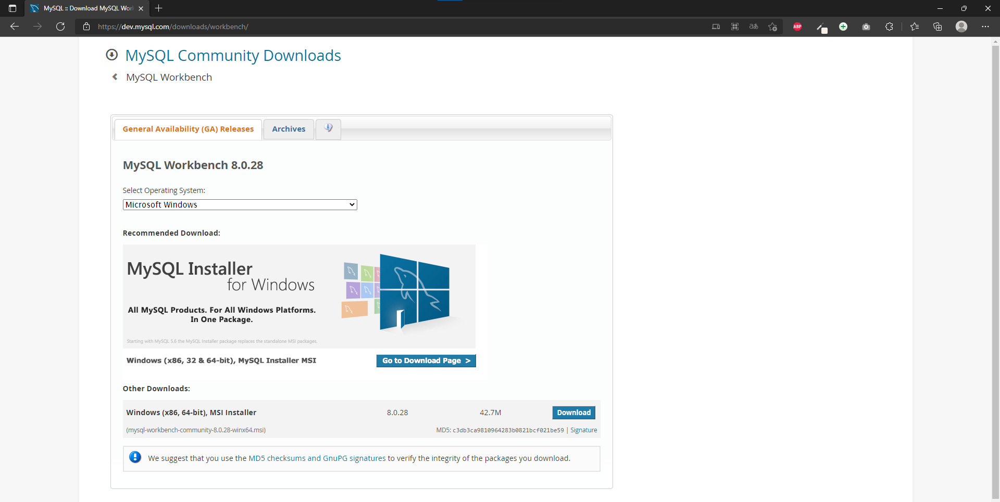 MySQL :: Download MySQL Wor
https://dev.mysql.com/downloads/workbench/
aあ
ABP
MySQL Community Downloads
MySQL Workbench
General Availability (GA) Releases
Archives
MySQL Workbench 8.0.28
Select Operating System:
Microsoft Windows
Recommended Download:
MySQL Installer
for Windows
All MySQL Products. For All Windows Platforms.
In One Package.
Starting with MySQL 5.6 the MySQL Installer package replaces the standalone MSI packages.
Windows (x86, 32 & 64-bit), MySQL Installer MSI
Go to Download Page >
Other Downloads:
Windows (x86, 64-bit), MSI Installer 8.0.28 42.7M Download
(mysql-workbench-community-8.0.28-winx64.msi) MD5: c3db3ca9810964283b0821bcf021be59 | Signature
We suggest that you use the MD5 checksums and GnuPG signatures to verify the integrity of the packages you download.